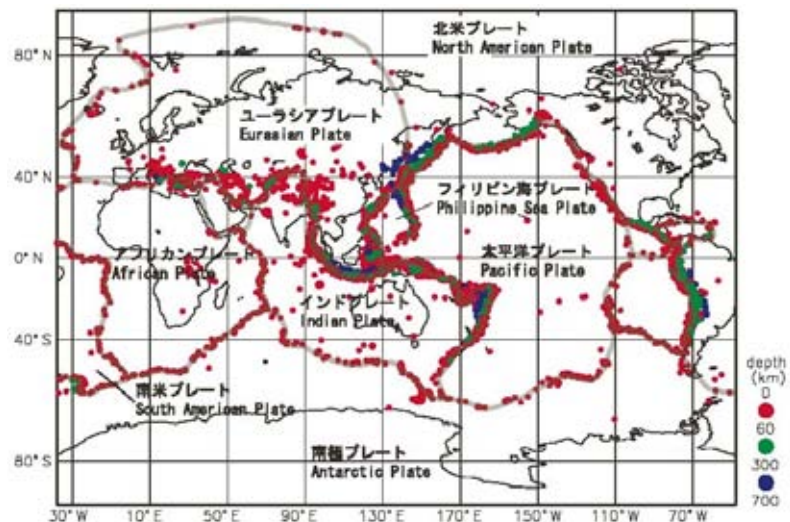 北米プレート
North American Plate
80° N
ユーラシアプレート
Eurasian Plate
40° N
フィリピン海プレート
Philippine Sea Plate
アフリカンプレート
African Plate
太平洋プレート
Pacific Plate
0° N
インドプレート
Indian Plate
40° S
南米プレート
South American Plate
南極プレート
Antarctic Plate
80° S
30° W 10° E 50° E 90° E 130° E 170° E 150° W 110° W 70° W
depth
(km)
0
60
300
700